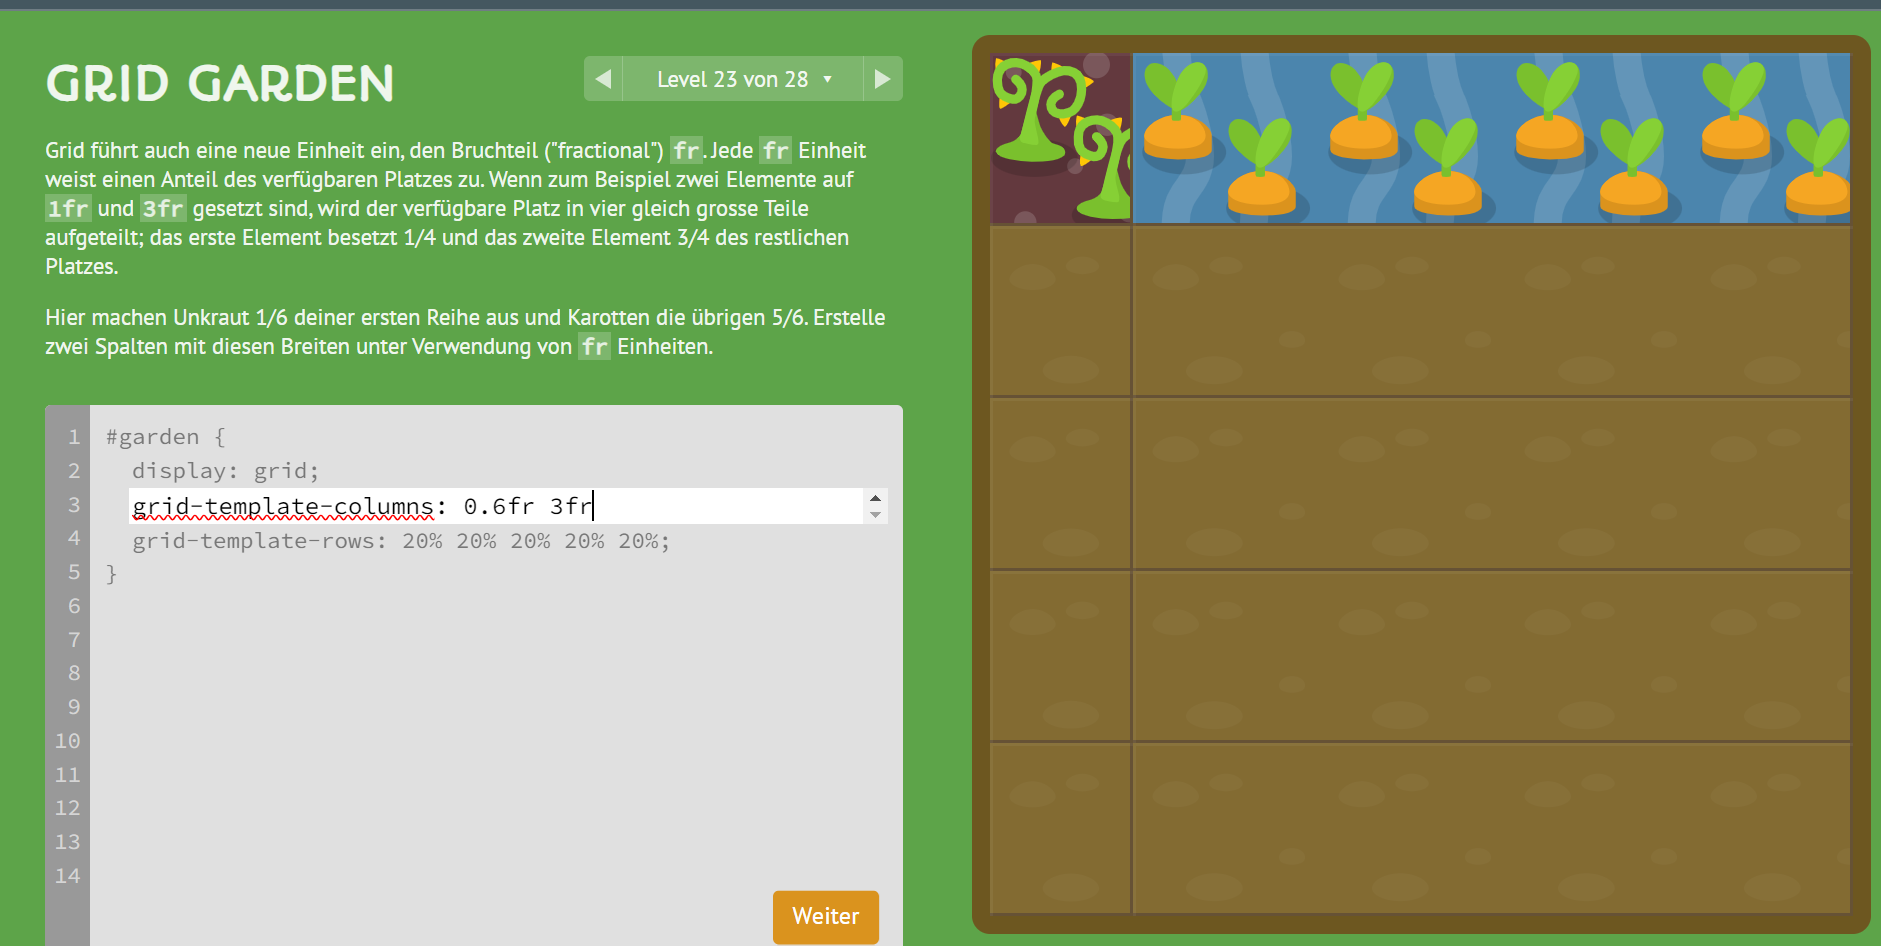 GRID GARDEN
Level 23 von 28
Grid führt auch eine neue Einheit ein, den Bruchteil ("fractional") fr. Jede fr Einheit
weist einen Anteil des verfügbaren Platzes zu. Wenn zum Beispiel zwei Elemente auf
1fr und 3fr gesetzt sind, wird der verfügbare Platz in vier gleich grosse Teile
aufgeteilt; das erste Element besetzt 1/4 und das zweite Element 3/4 des restlichen
Platzes.
Hier machen Unkraut 1/6 deiner ersten Reihe aus und Karotten die übrigen 5/6. Erstelle
zwei Spalten mit diesen Breiten unter Verwendung von fr Einheiten.
1 #garden {
2 display: grid;
3 grid-template-columns: 0.6fr 3fr
4 grid-template-rows: 20% 20% 20% 20% 20%;
5 }
6
7
8
9
10
11
12
13
14
Weiter